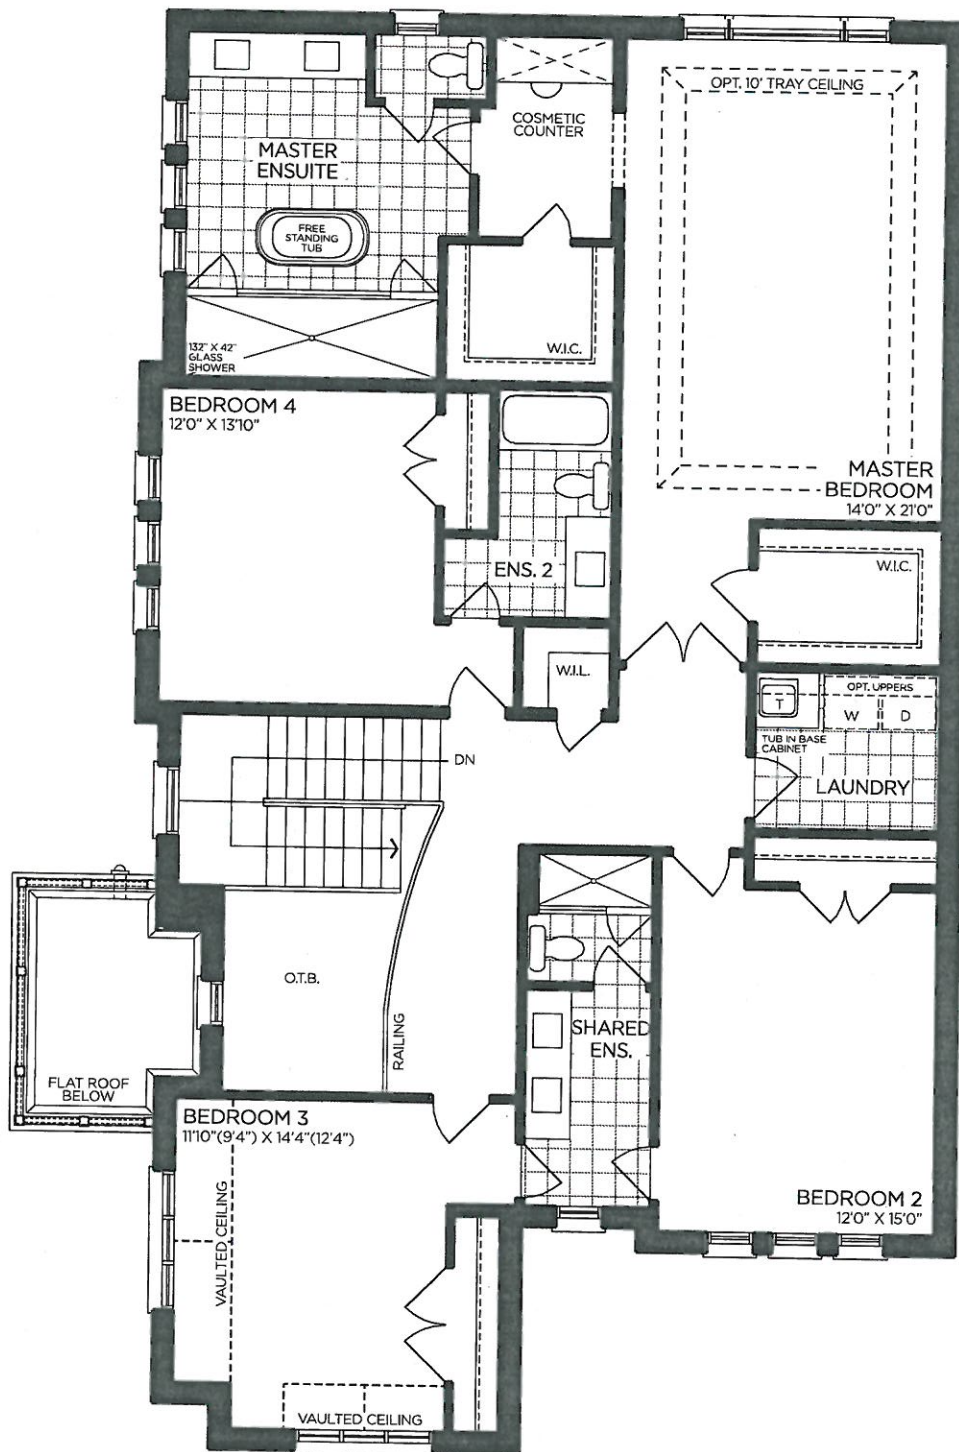 OPT. 10' TRAY CEILING
COSMETIC
COUNTER
MASTER
ENSUITE
FREE
STANDING
TUB
132" X 42"
GLASS
SHOWER
W.I.C.
BEDROOM 4
12'0" X 13'10"
MASTER
BEDROOM
14'0" X 21'0"
ENS. 2
W.I.C.
W.I.L.
T
OPT. UPPERS
W
D
TUB IN BASE
CABINET
LAUNDRY
DN
O.T.B.
RAILING
SHARED
ENS.
FLAT ROOF
BELOW
BEDROOM 3
11'10"(9'4") X 14'4"(12'4")
VAULTED CEILING
BEDROOM 2
12'0" X 15'0"
VAULTED CEILING